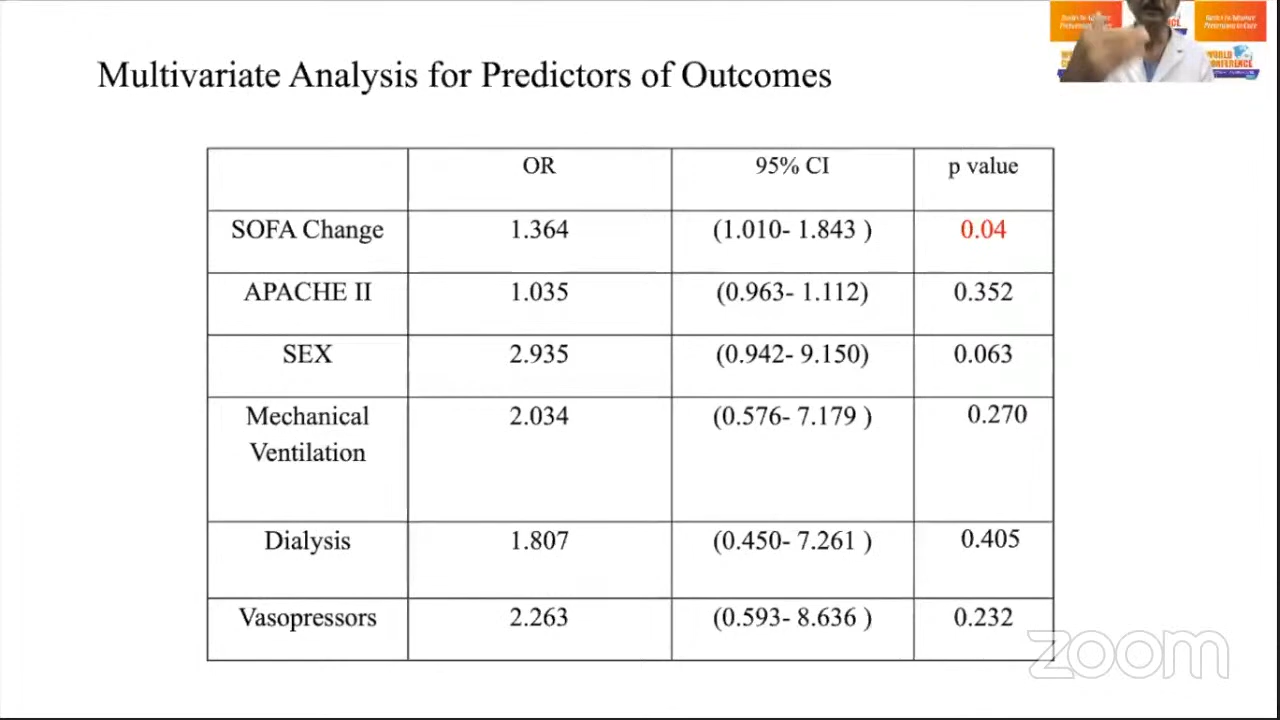 Multivariate Analysis for Predictors of Outcomes
OR 95% CI p value
SOFA Change 1.364 (1.010- 1.843 ) 0.04
APACHE II 1.035 (0.963- 1.112) 0.352
SEX 2.935 (0.942- 9.150) 0.063
Mechanical 2.034 (0.576- 7.179 ) 0.270
Ventilation
Dialysis 1.807 (0.450- 7.261 ) 0.405
Vasopressors 2.263 (0.593- 8.636 ) 0.232
zoom